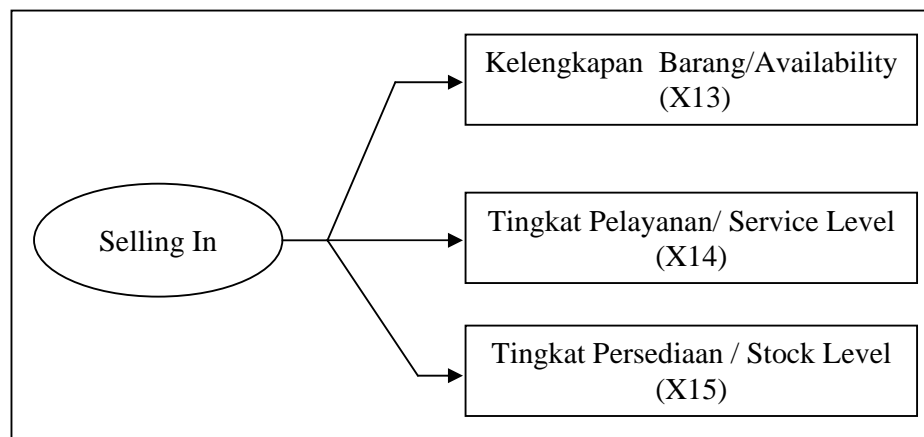 Kelengkapan Barang/Availability
(X13)
Selling In
Tingkat Pelayanan/ Service Level
(X14)
Tingkat Persediaan / Stock Level
(X15)